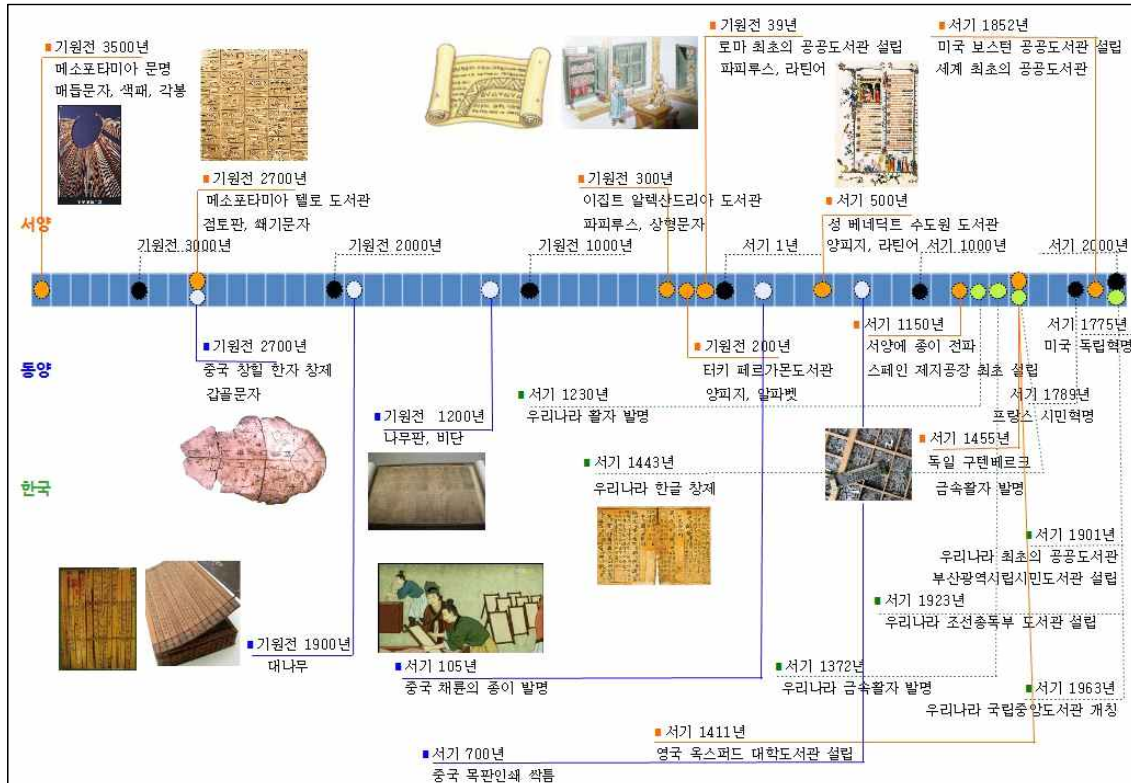 ■ 기원전 3500년
메소포타미아 문명
매듭문자, 색패, 각봉
■ 기원전 39년
로마 최초의 공공도서관 설립
파피루스, 라틴어
■ 서기 1852년
미국 보스턴 공공도서관 설립
세계 최초의 공공도서관
■ 기원전 2700년
메소포타미아 텔로 도서관
점토판, 쐐기문자
■ 기원전 300년
이집트 알렉산드리아 도서관
파피루스, 상형문자
■ 서기 500년
성 베네딕트 수도원 도서관
양피지, 라틴어
서양
기원전 3000년
기원전 2000년
기원전 1000년
서기 1년
서기 1000년
서기 2000년
동양
■ 기원전 2700년
중국 창힐 한자 창제
갑골문자
■ 기원전 200년
터키 페르가몬도서관
양피지, 알파벳
■ 서기 1150년
서양에 종이 전파
스페인 제지공장 최초 설립
서기 1775년
미국 독립혁명
■ 서기 1230년
우리나라 활자 발명
서기 1789년
프랑스 시민혁명
■ 기원전 1200년
나무판, 비단
■ 서기 1443년
우리나라 한글 창제
■ 서기 1455년
독일 구텐베르크
금속활자 발명
한국
■ 서기 1901년
우리나라 최초의 공공도서관
부산광역시립시민도서관 설립
■ 서기 1923년
우리나라 조선총독부 도서관 설립
■ 기원전 1900년
대나무
■ 서기 105년
중국 채륜의 종이 발명
■ 서기 1372년
우리나라 금속활자 발명
■ 서기 1963년
우리나라 국립중앙도서관 개칭
■ 서기 1411년
영국 옥스퍼드 대학도서관 설립
■ 서기 700년
중국 목판인쇄 싹틈